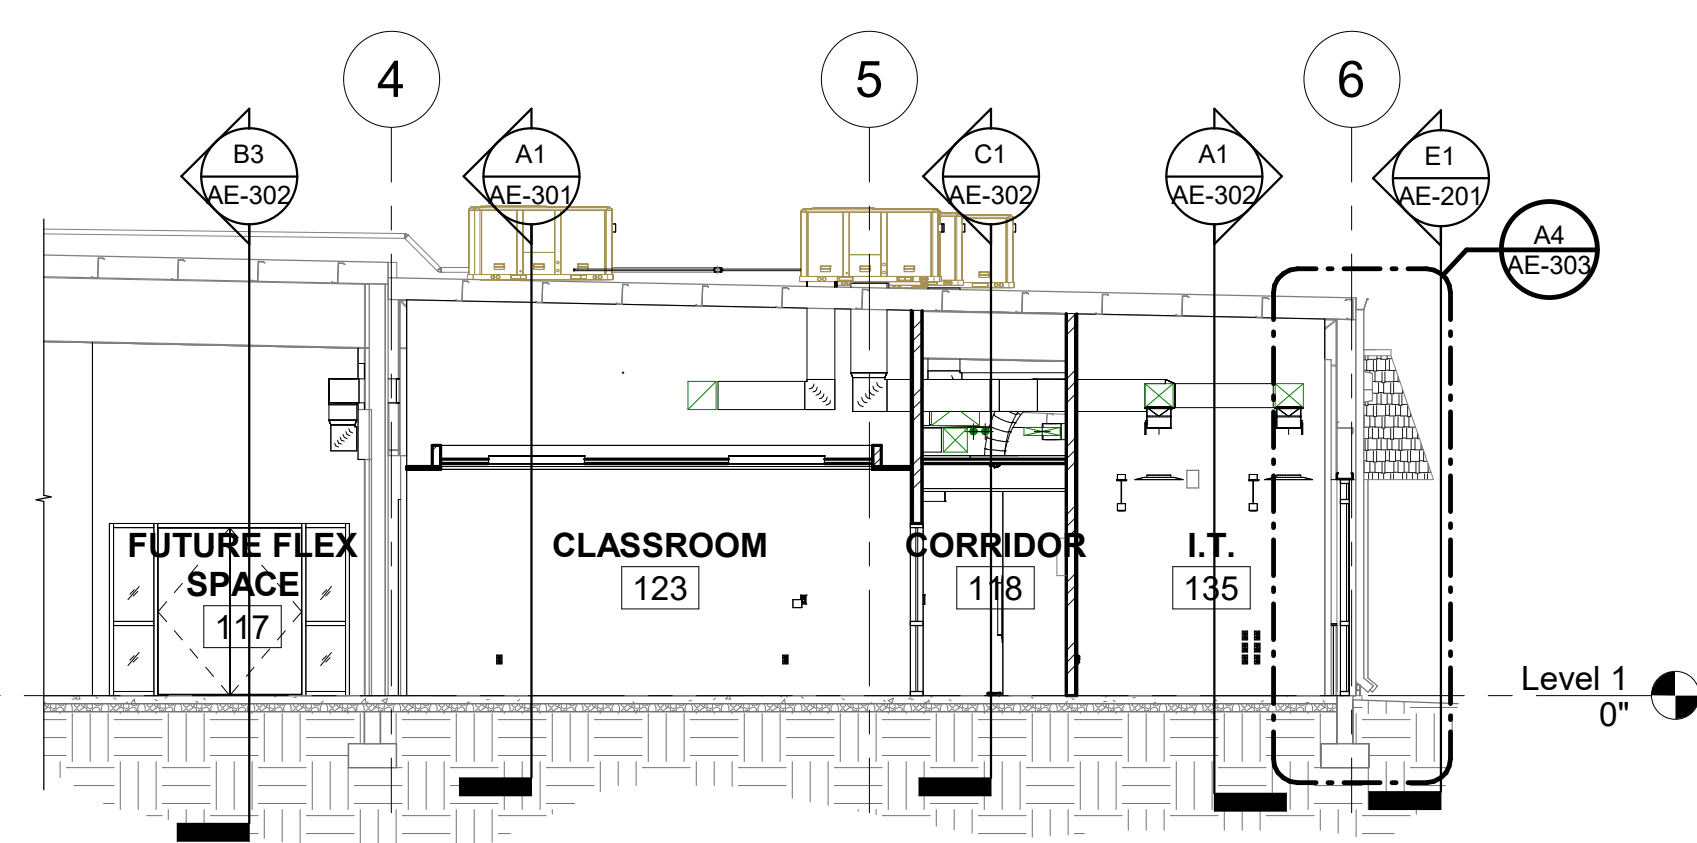 4
5
6
B3
AE-302
A1
AE-301
C1
AE-302
A1
AE-302
E1
AE-201
A4
AE-303
FUTURE FLEX
SPACE
117
CLASSROOM
123
CORRIDOR
118
I.T.
135
Level 1
0"